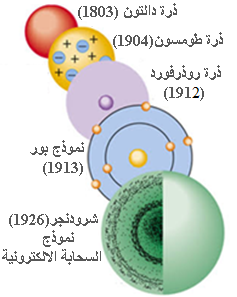 ذرة دالتون (1803)
ذرة طومسون(1904)
ذرة روذرفورد
(1912)
نموذج بور
(1913)
شرودنجر(1926)
نموذج
السحابة الالكترونية